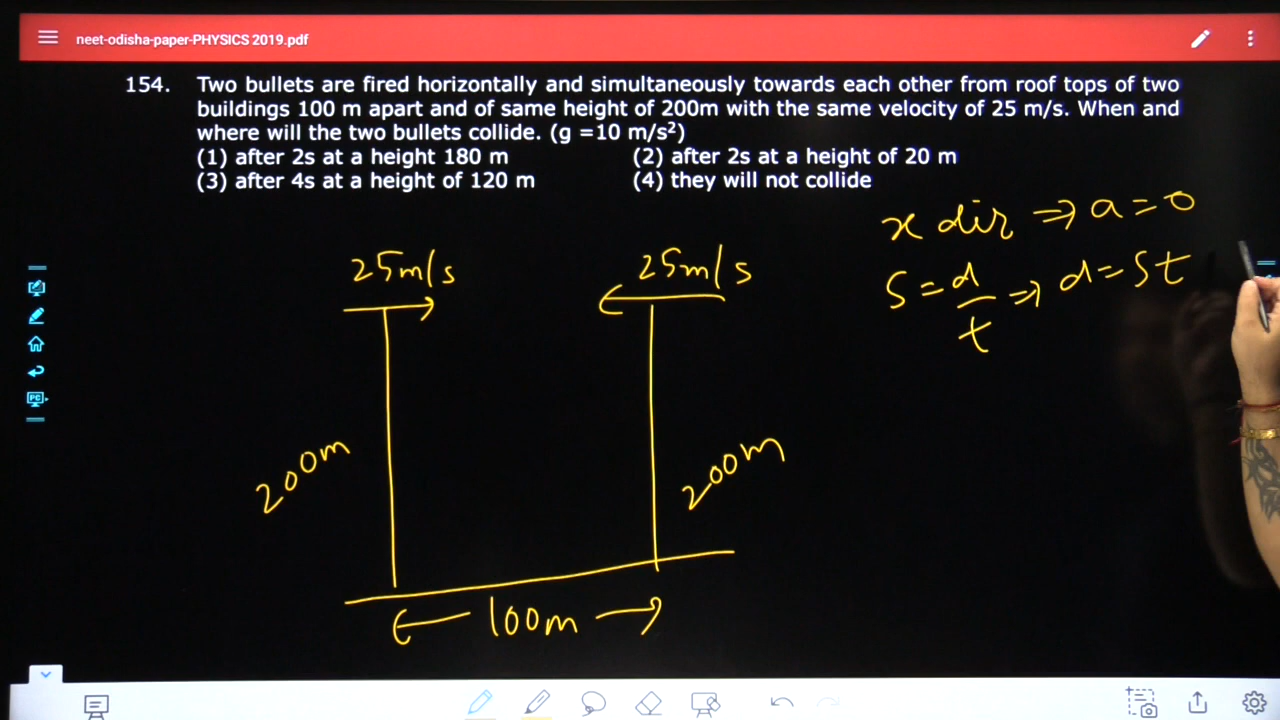 neet-odisha-paper-PHYSICS 2019.pdf
154. Two bullets are fired horizontally and simultaneously towards each other from roof tops of two
buildings 100 m apart and of same height of 200m with the same velocity of 25 m/s. When and
where will the two bullets collide. (g =10 m/s²)
(1) after 2s at a height 180 m (2) after 2s at a height of 20 m
(3) after 4s at a height of 120 m (4) they will not collide
x dir ⇒ a=0
25m/s 25m/s
S = d/t ⇒ d = St
200m 200m
100m
PC